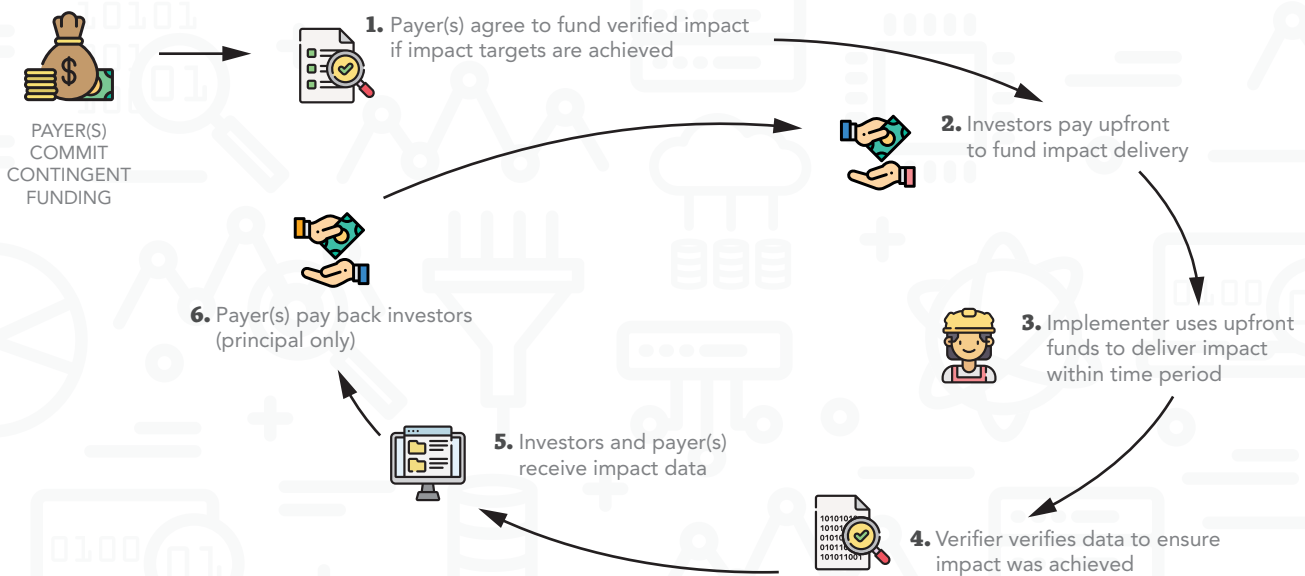 PAYER(S)
COMMIT
CONTINGENT
FUNDING
1. Payer(s) agree to fund verified impact
if impact targets are achieved
2. Investors pay upfront
to fund impact delivery
3. Implementer uses upfront
funds to deliver impact
within time period
4. Verifier verifies data to ensure
impact was achieved
5. Investors and payer(s)
receive impact data
6. Payer(s) pay back investors
(principal only)